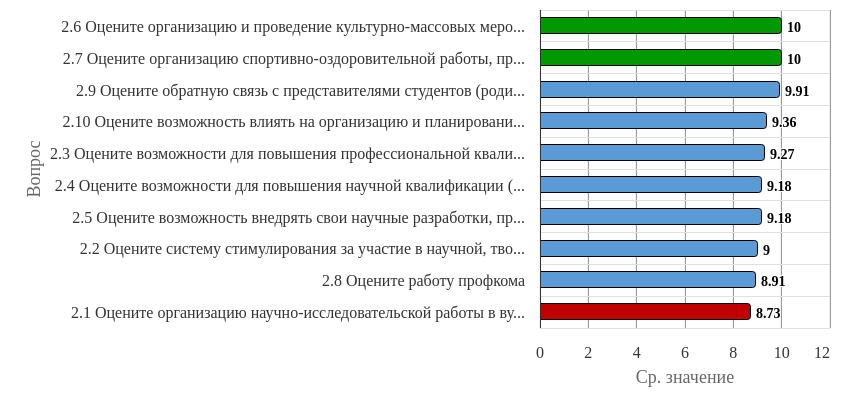 2.6 Оцените организацию и проведение культурно-массовых меро... 10
2.7 Оцените организацию спортивно-оздоровительной работы, пр... 10
2.9 Оцените обратную связь с представителями студентов (роди... 9.91
2.10 Оцените возможность влиять на организацию и планировани... 9.36
2.3 Оцените возможности для повышения профессиональной квали... 9.27
2.4 Оцените возможности для повышения научной квалификации (... 9.18
2.5 Оцените возможность внедрять свои научные разработки, пр... 9.18
2.2 Оцените систему стимулирования за участие в научной, тво... 9
2.8 Оцените работу профкома 8.91
2.1 Оцените организацию научно-исследовательской работы в ву... 8.73
Вопрос
0 2 4 6 8 10 12
Ср. значение